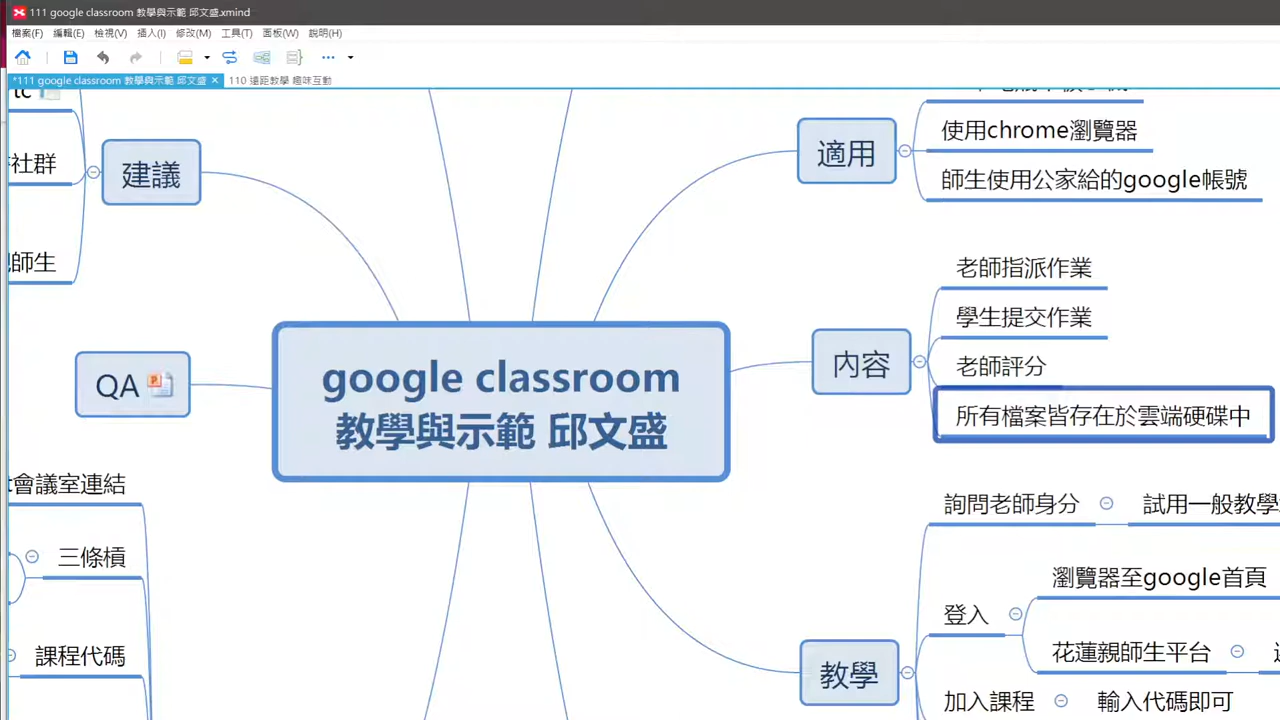 111 google classroom 教學與示範 邱文盛.xmind
檔案(F) 編輯(E) 檢視(V) 插入(I) 修改(M) 工具(T) 面板(W) 說明(H)
*111 google classroom 教學與示範 邱文盛
110 遠距教學 趣味互動
社群
建議
師生
QA
會議室連結
三條槓
課程代碼
google classroom
教學與示範 邱文盛
適用
使用chrome瀏覽器
師生使用公家給的google帳號
內容
老師指派作業
學生提交作業
老師評分
所有檔案皆存在於雲端硬碟中
教學
詢問老師身分
試用一般教學
登入
瀏覽器至google首頁
花蓮親師生平台
加入課程
輸入代碼即可